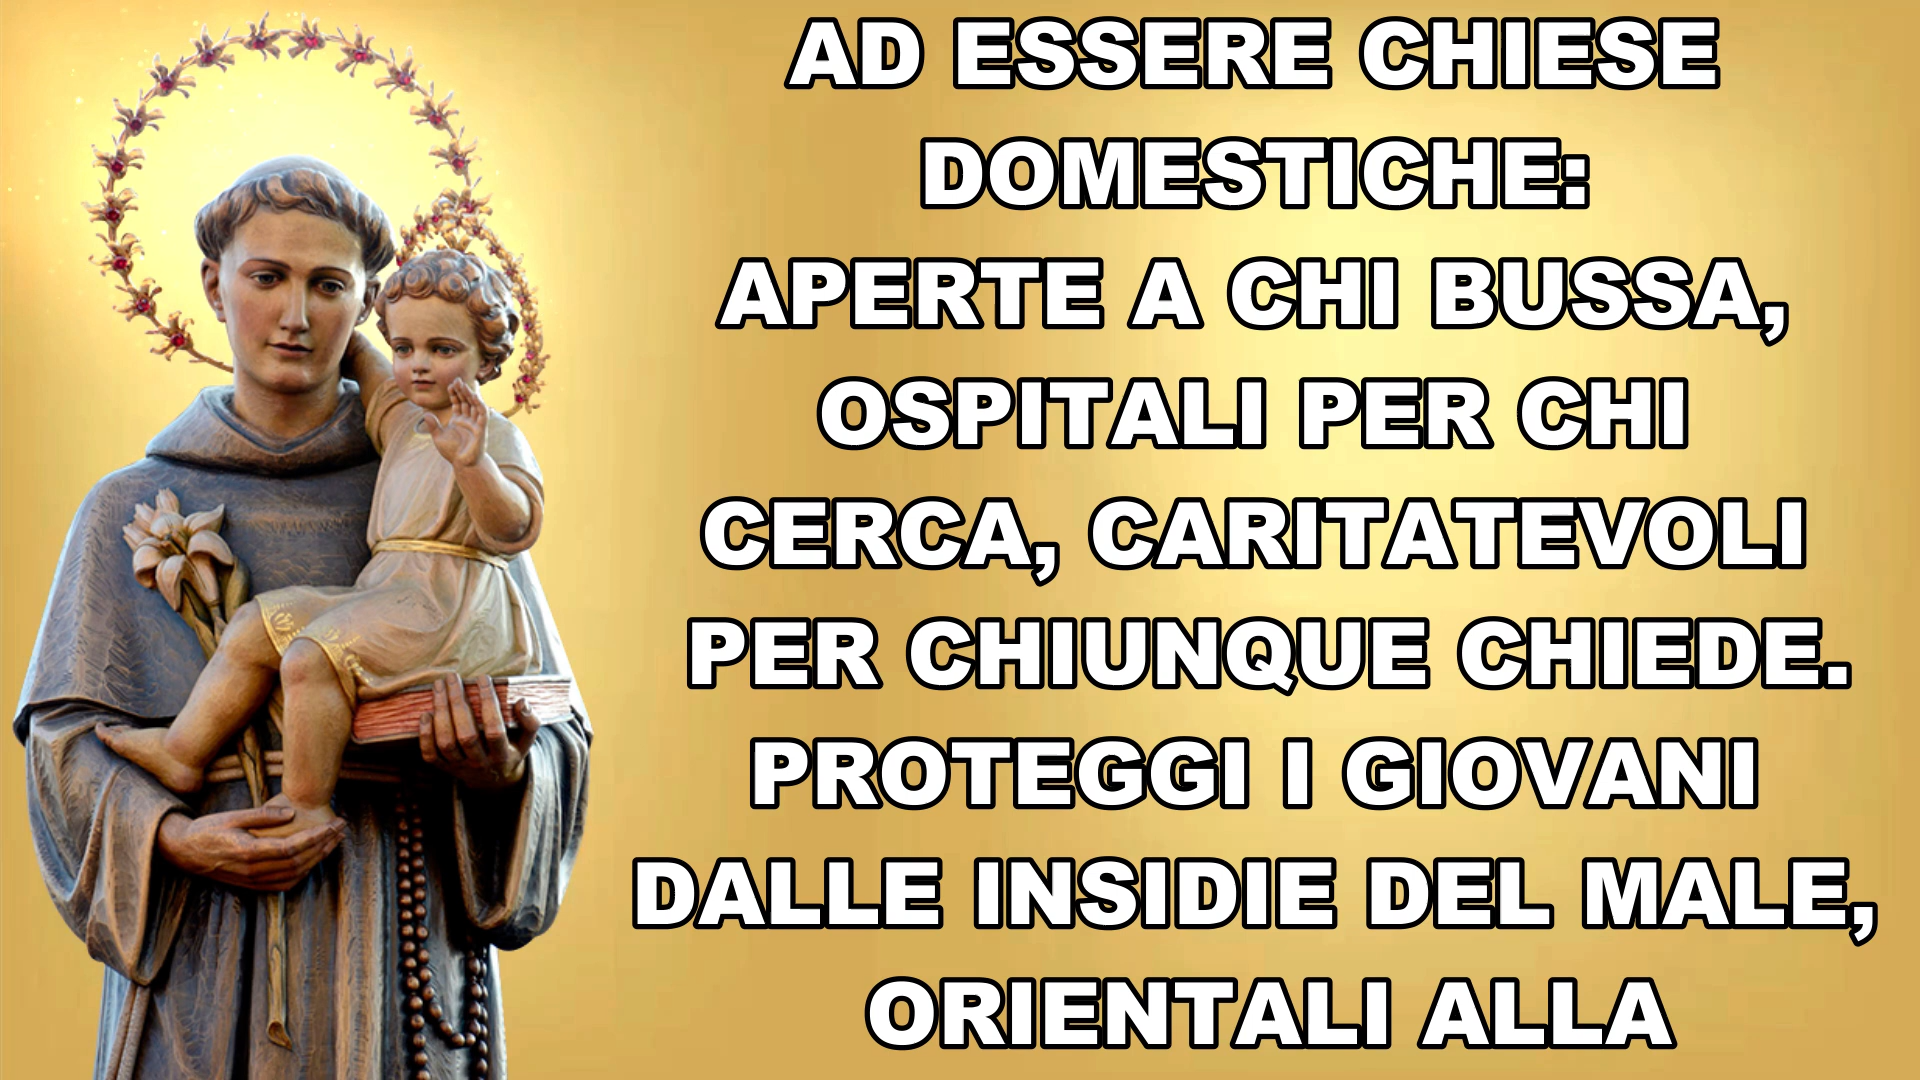 AD ESSERE CHIESE
DOMESTICHE:
APERTE A CHI BUSSA,
OSPITALI PER CHI
CERCA, CARITATEVOLI
PER CHIUNQUE CHIEDE.
PROTEGGI I GIOVANI
DALLE INSIDIE DEL MALE,
ORIENTALI ALLA